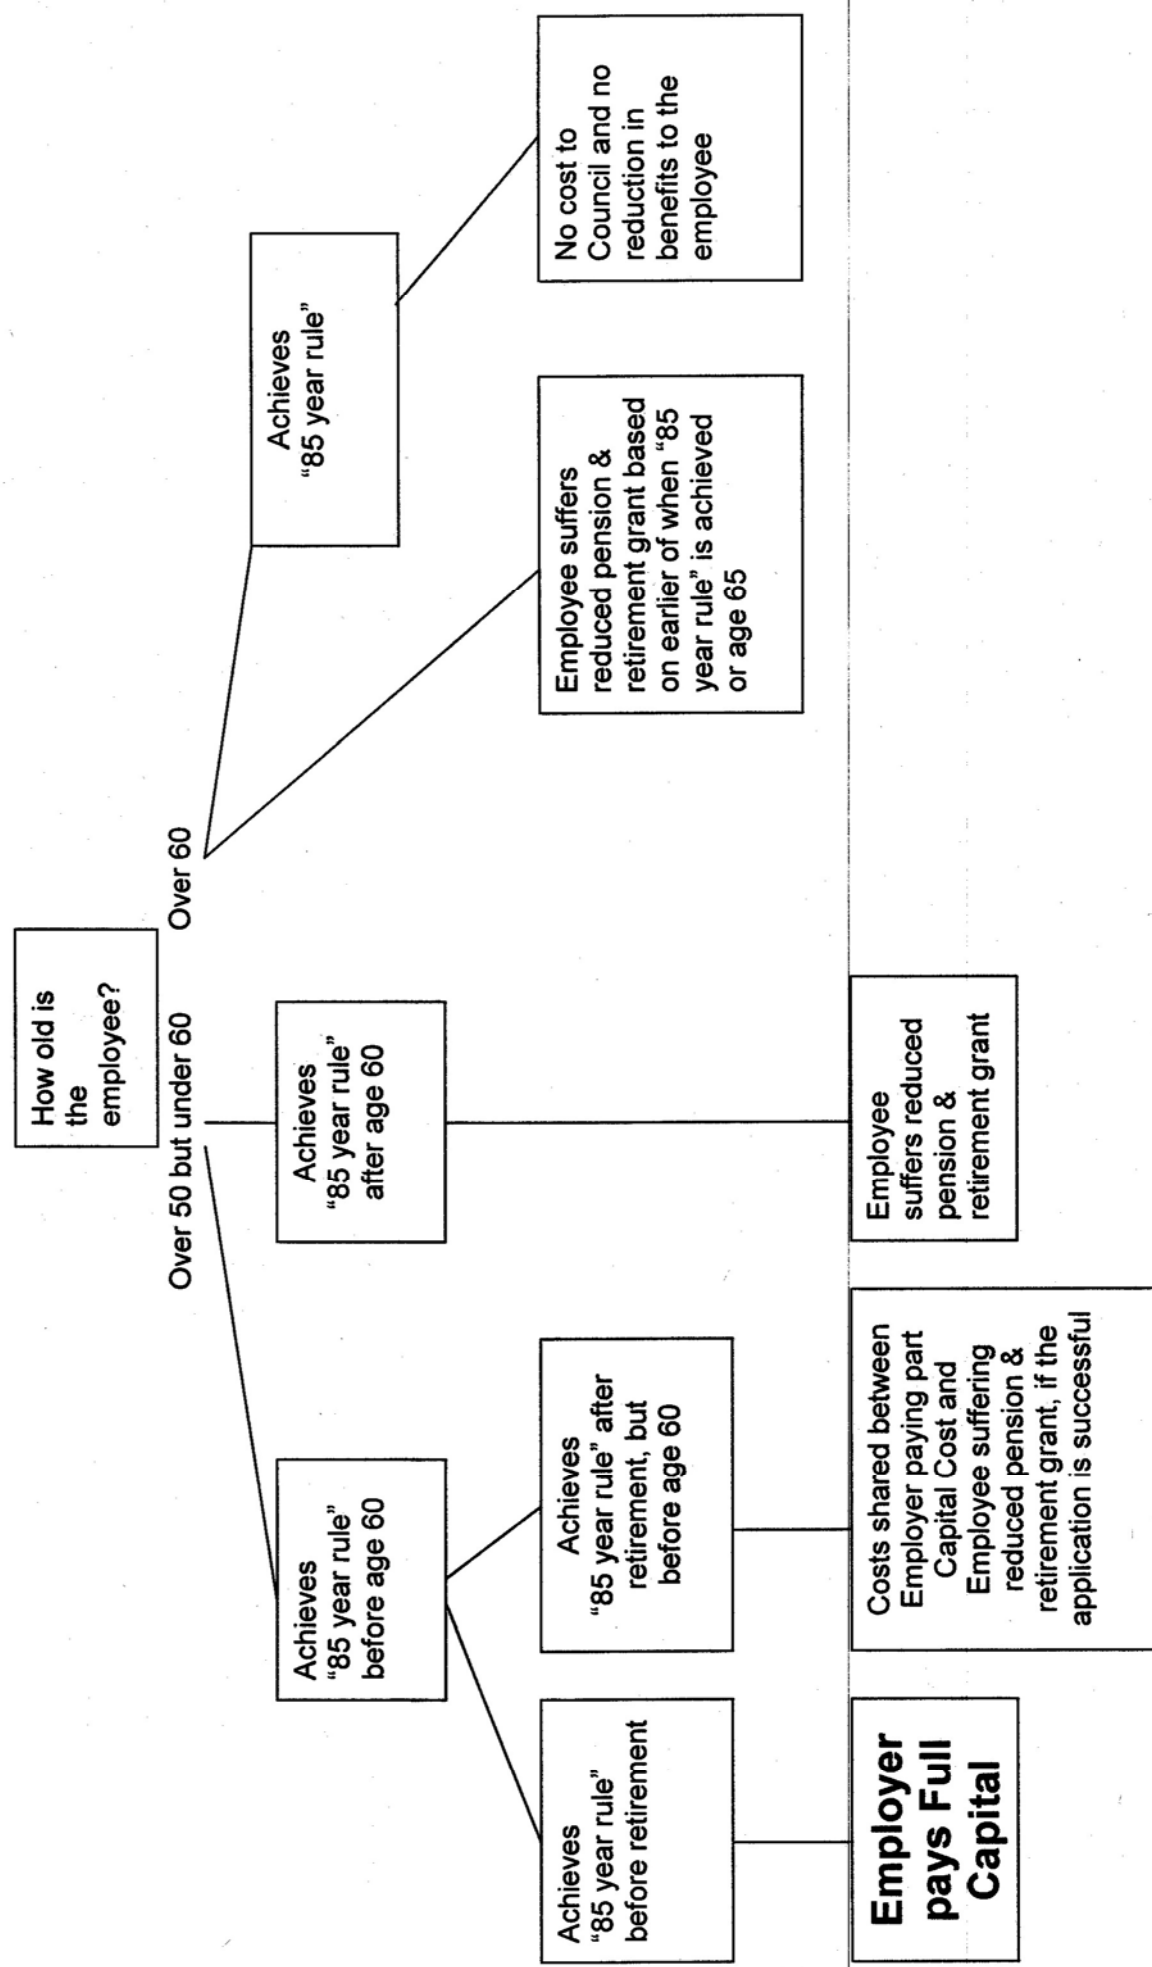 How old is
the
employee?
Over 50 but under 60
Over 60
Achieves
“85 year rule”
before age 60
Achieves
“85 year rule”
after age 60
Achieves
“85 year rule”
Achieves
“85 year rule”
before retirement
Achieves
“85 year rule” after
retirement, but
before age 60
Employee suffers
reduced pension &
retirement grant based
on earlier of when “85
year rule” is achieved
or age 65
No cost to
Council and no
reduction in
benefits to the
employee
Employer
pays Full
Capital
Costs shared between
Employer paying part
Capital Cost and
Employee suffering
reduced pension &
retirement grant, if the
application is successful
Employee
suffers reduced
pension &
retirement grant